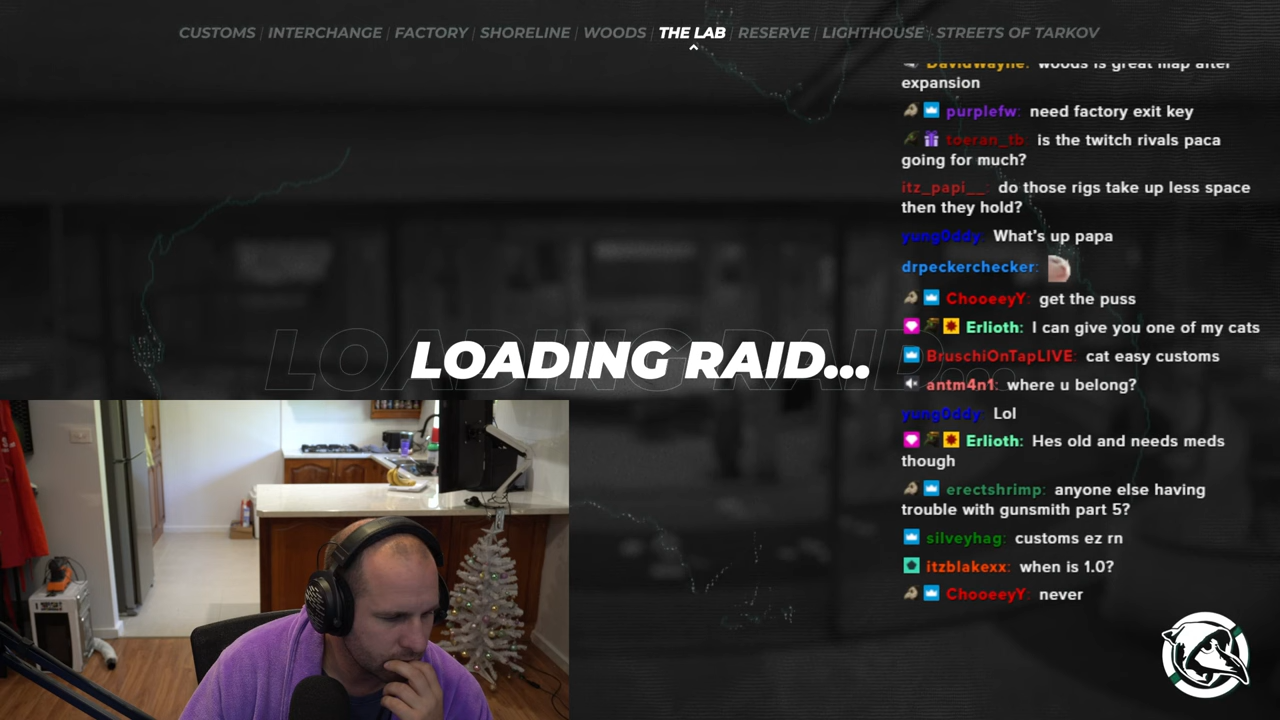 CUSTOMS | INTERCHANGE | FACTORY | SHORELINE | WOODS | THE LAB | RESERVE | LIGHTHOUSE | STREETS OF TARKOV
DavidWayne: woods is great map after
expansion
purplefw: need factory exit key
toeran_tb: is the twitch rivals paca
going for much?
itz_papi__: do those rigs take up less space
then they hold?
yung0ddy: What's up papa
drpeckerchecker:
ChooeeyY: get the puss
Erlioth: I can give you one of my cats
BruschiOnTapLIVE: cat easy customs
antm4n1: where u belong?
yung0ddy: Lol
Erlioth: Hes old and needs meds
though
erectshrimp: anyone else having
trouble with gunsmith part 5?
silveyhag: customs ez rn
itzblakexx: when is 1.0?
ChooeeyY: never
LOADING RAID...
LOADING RAID...